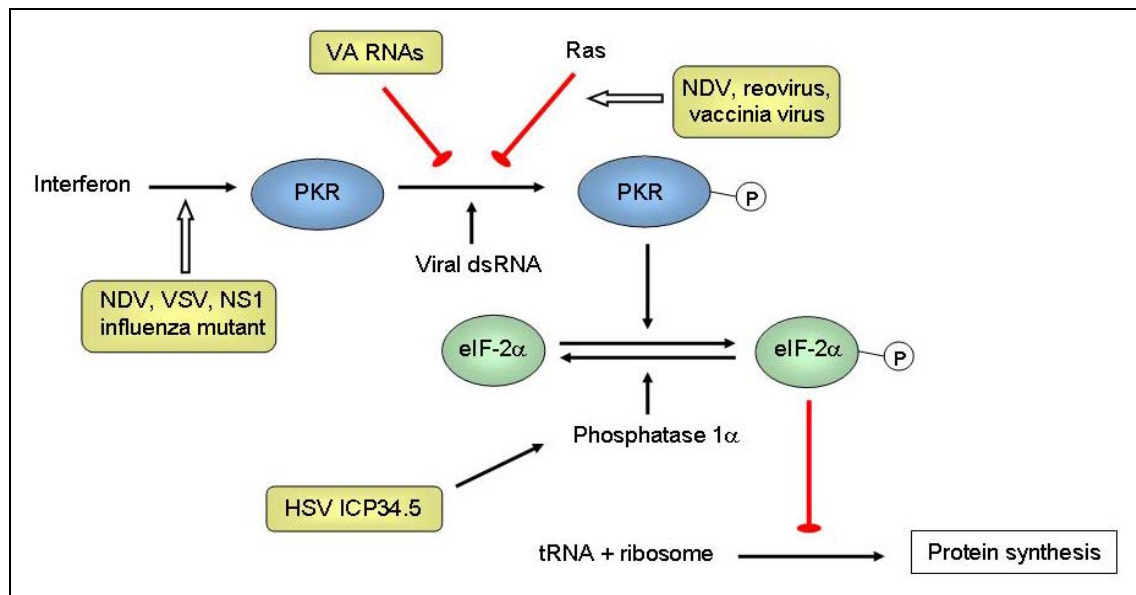 VA RNAs
Ras
NDV, reovirus,
vaccinia virus
Interferon
PKR
PKR
P
Viral dsRNA
NDV, VSV, NS1
influenza mutant
eIF-2α
eIF-2α
P
Phosphatase 1α
HSV ICP34.5
tRNA + ribosome
Protein synthesis